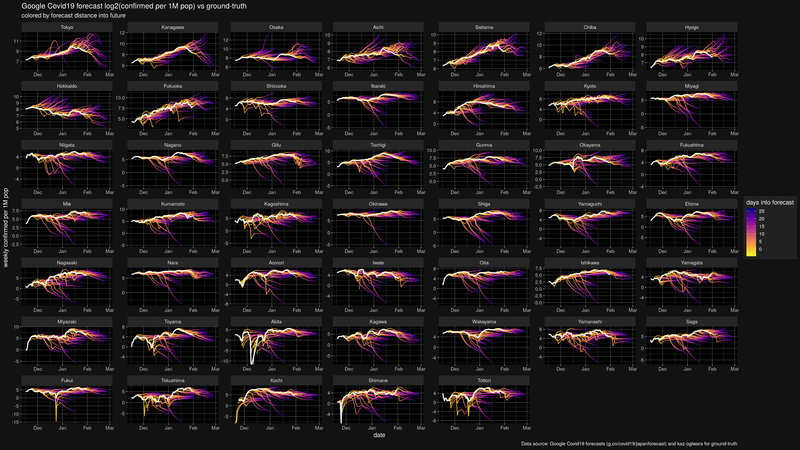 Google Covid19 forecast log2(confirmed per 1M pop) vs ground-truth
colored by forecast distance into future
Tokyo Kanagawa Osaka Aichi Saitama Chiba Hyogo
Hokkaido Fukuoka Shizuoka Ibaraki Hiroshima Kyoto Miyagi
Niigata Nagano Gifu Tochigi Gunma Okayama Fukushima
Mie Kumamoto Kagoshima Okinawa Shiga Yamaguchi Ehime
Nagasaki Nara Aomori Iwate Oita Ishikawa Yamagata
Miyazaki Toyama Akita Kagawa Wakayama Yamanashi Saga
Fukui Tokushima Kochi Shimane Tottori
Dec Jan Feb Mar
weekly confirmed per 1M pop
date
days into forecast
25
20
15
10
5
0
Data source: Google Covid19 forecasts (g.co/covid19/japanforecast) and kaz ogiwara for ground-truth